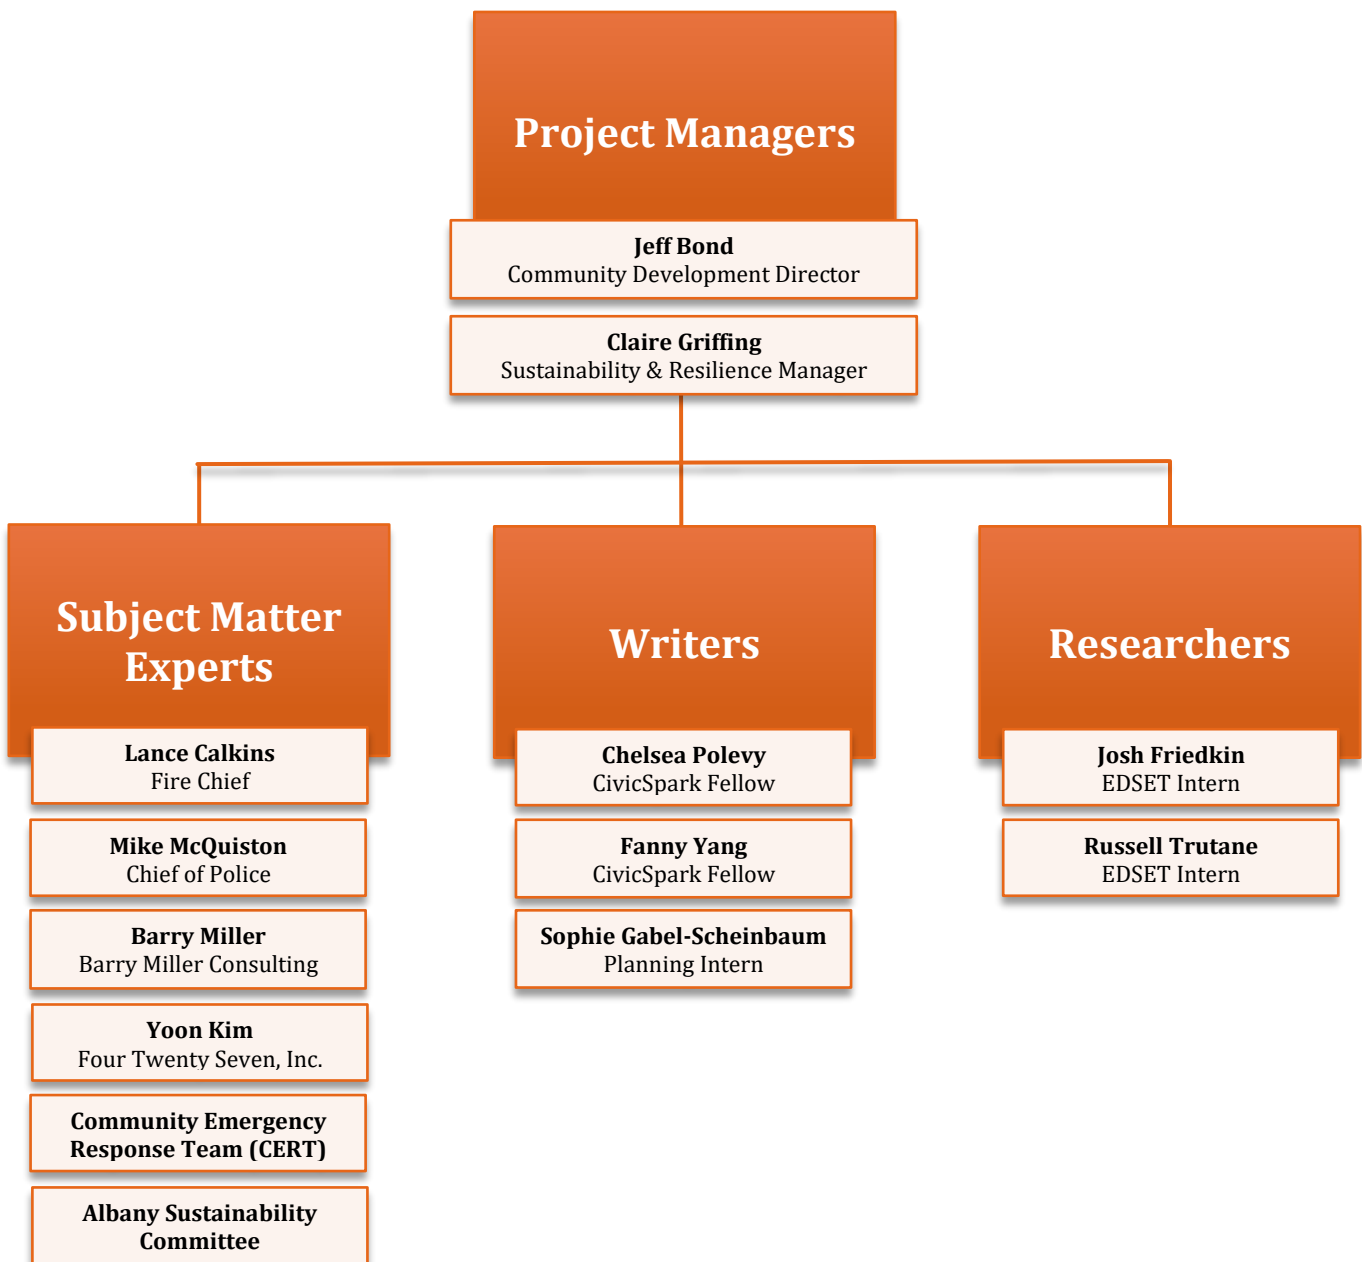 Project Managers
Jeff Bond
Community Development Director
Claire Griffing
Sustainability & Resilience Manager
Subject Matter
Experts
Lance Calkins
Fire Chief
Mike McQuiston
Chief of Police
Barry Miller
Barry Miller Consulting
Yoon Kim
Four Twenty Seven, Inc.
Community Emergency
Response Team (CERT)
Albany Sustainability
Committee
Writers
Chelsea Polevy
CivicSpark Fellow
Fanny Yang
CivicSpark Fellow
Sophie Gabel-Scheinbaum
Planning Intern
Researchers
Josh Friedkin
EDSET Intern
Russell Trutane
EDSET Intern